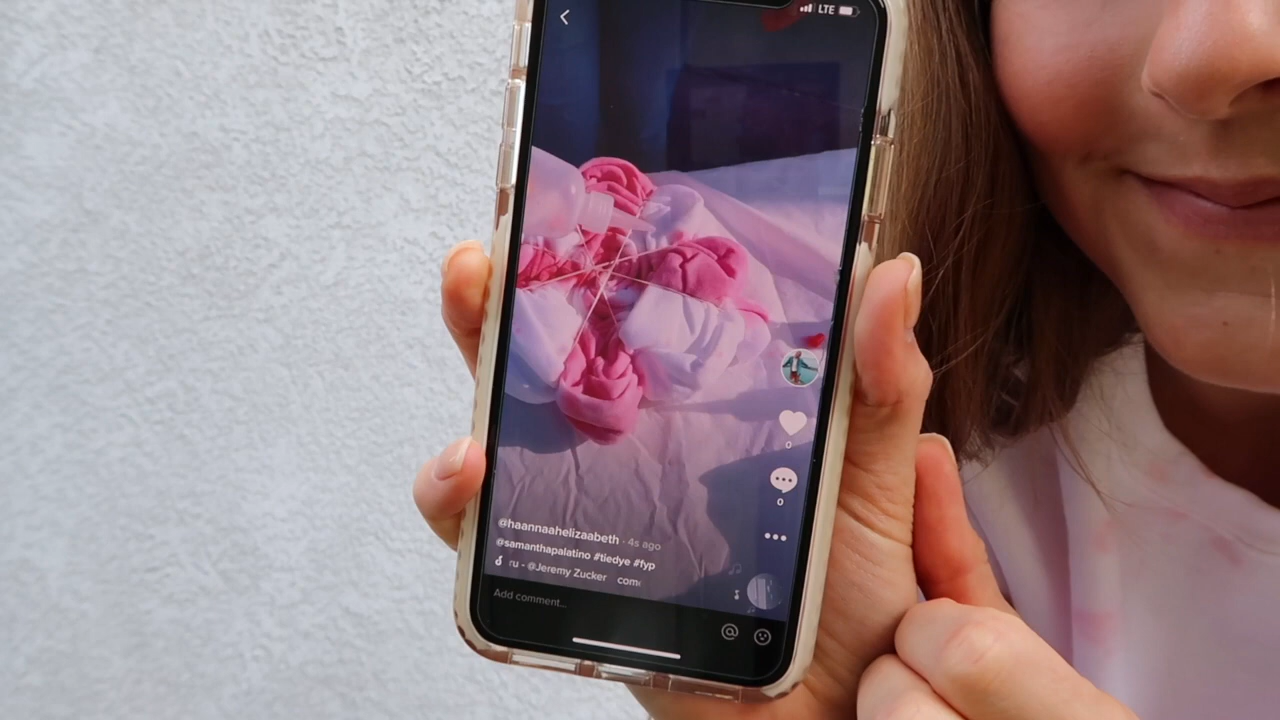 LTE
0
0
@haannaahelizaabeth · 4s ago
@samanthapalatino #tiedye #fyp
ru - @Jeremy Zucker com
Add comment...